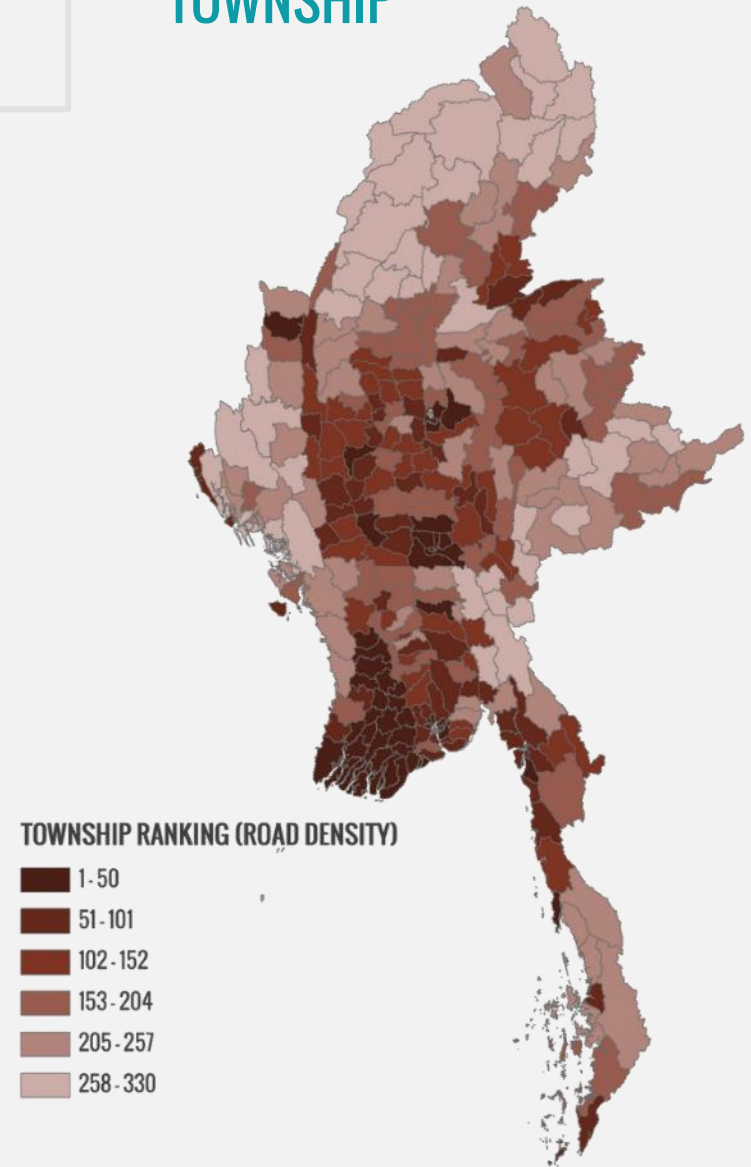 TOWNSHIP
TOWNSHIP RANKING (ROAD DENSITY)
1 - 50
51 - 101
102 - 152
153 - 204
205 - 257
258 - 330